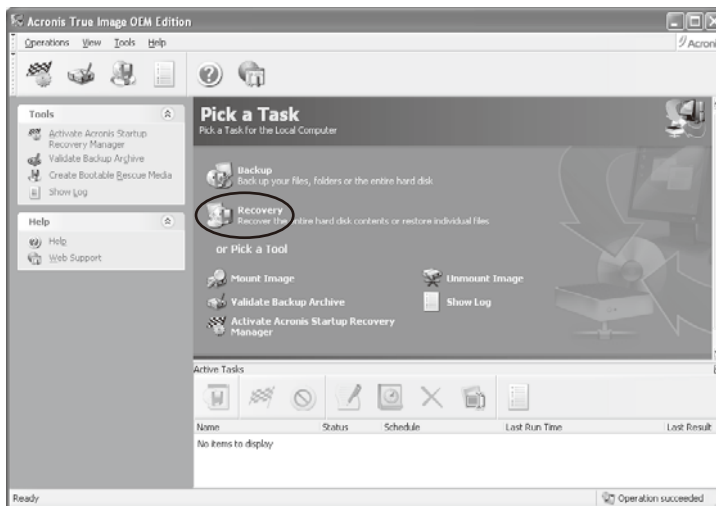 Acronis True Image OEM Edition
Operations View Tools Help
Acroni
Tools
Activate Acronis Startup
Recovery Manager
Validate Backup Archive
Create Bootable Rescue Media
Show Log
Help
Help
Web Support
Pick a Task
Pick a Task for the Local Computer
Backup
Back up your files, folders or the entire hard disk
Recovery
Recover the entire hard disk contents or restore individual files
or Pick a Tool
Mount Image
Unmount Image
Validate Backup Archive
Show Log
Activate Acronis Startup Recovery
Manager
Active Tasks
Name Status Schedule Last Run Time Last Result
No items to display
Ready
Operation succeeded